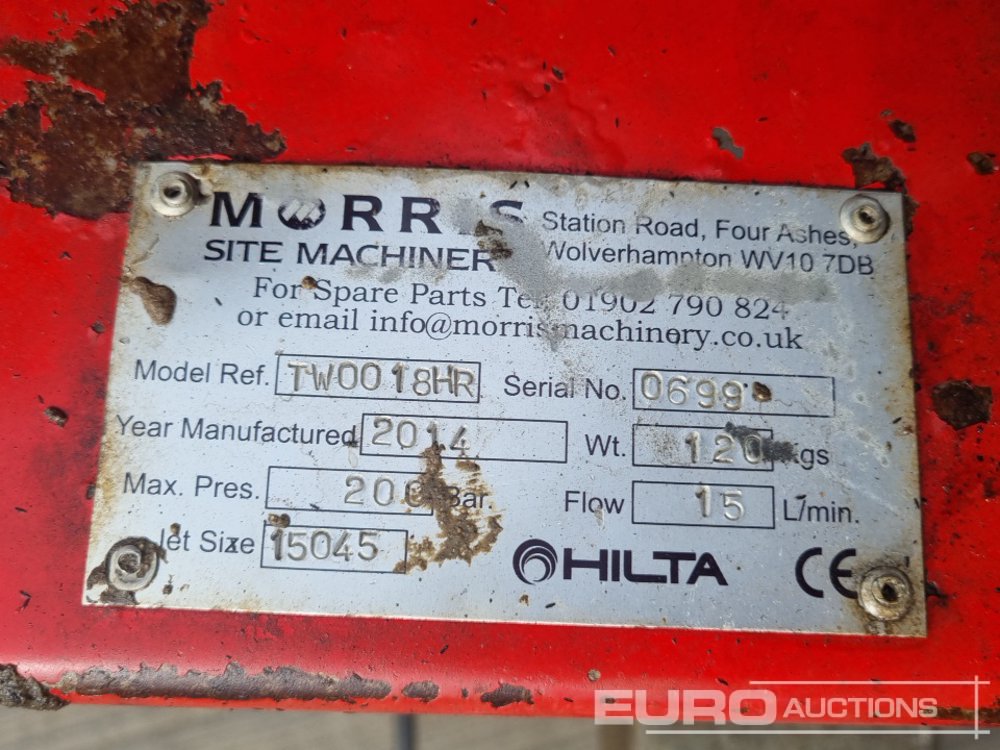 MORRIS
SITE MACHINERY
Station Road, Four Ashes,
Wolverhampton WV10 7DB
For Spare Parts Tel 01902 790 824
or email info@morrismachinery.co.uk
Model Ref. TW0018HR Serial No. 0699
Year Manufactured 2014 Wt. 120 Kgs
Max. Pres. 200 Bar. Flow 15 L/min.
Jet Size 15045
HILTA CE
EURO AUCTIONS